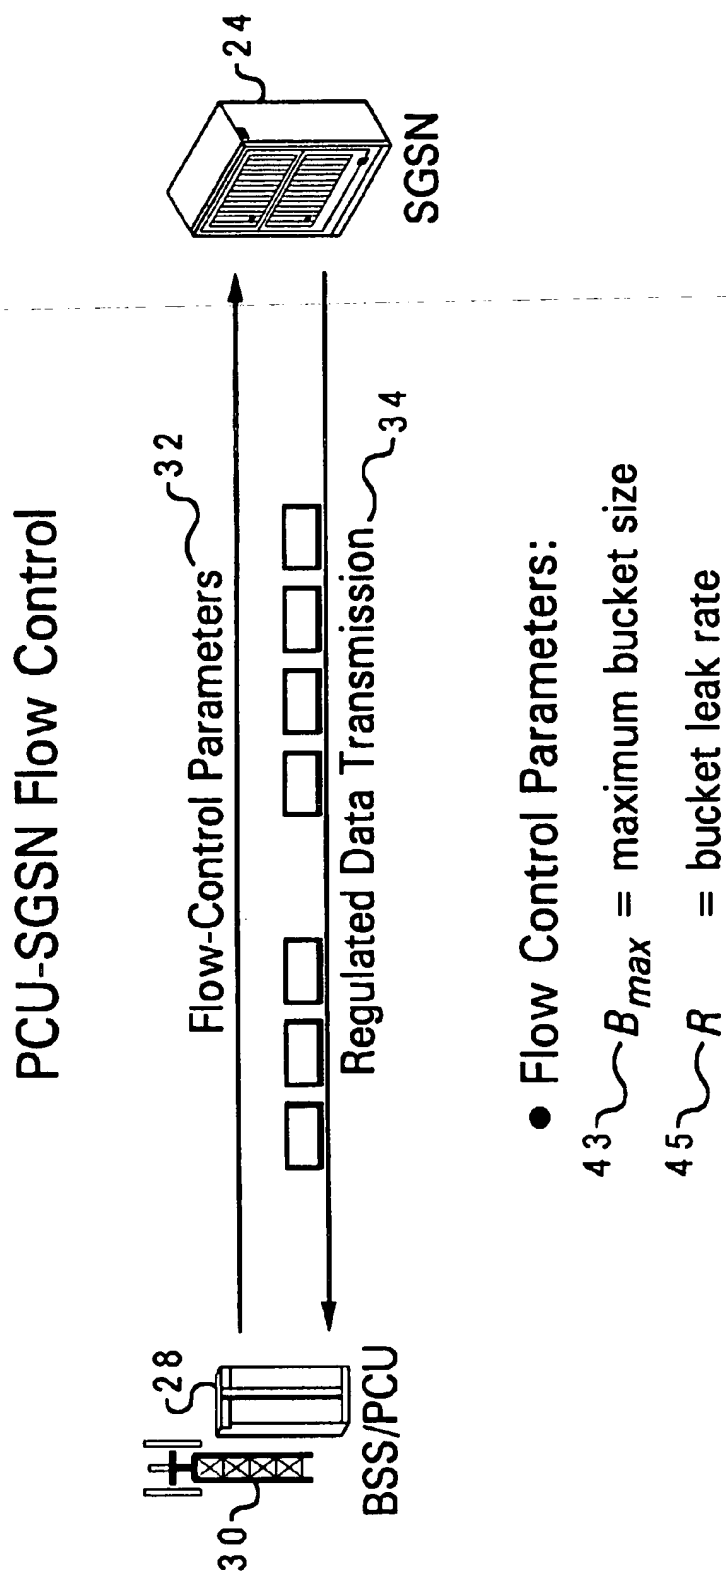 PCU-SGSN Flow Control
30
28
BSS/PCU
Flow-Control Parameters
32
Regulated Data Transmission
34
24
SGSN
● Flow Control Parameters:
43 Bmax = maximum bucket size
45 R = bucket leak rate